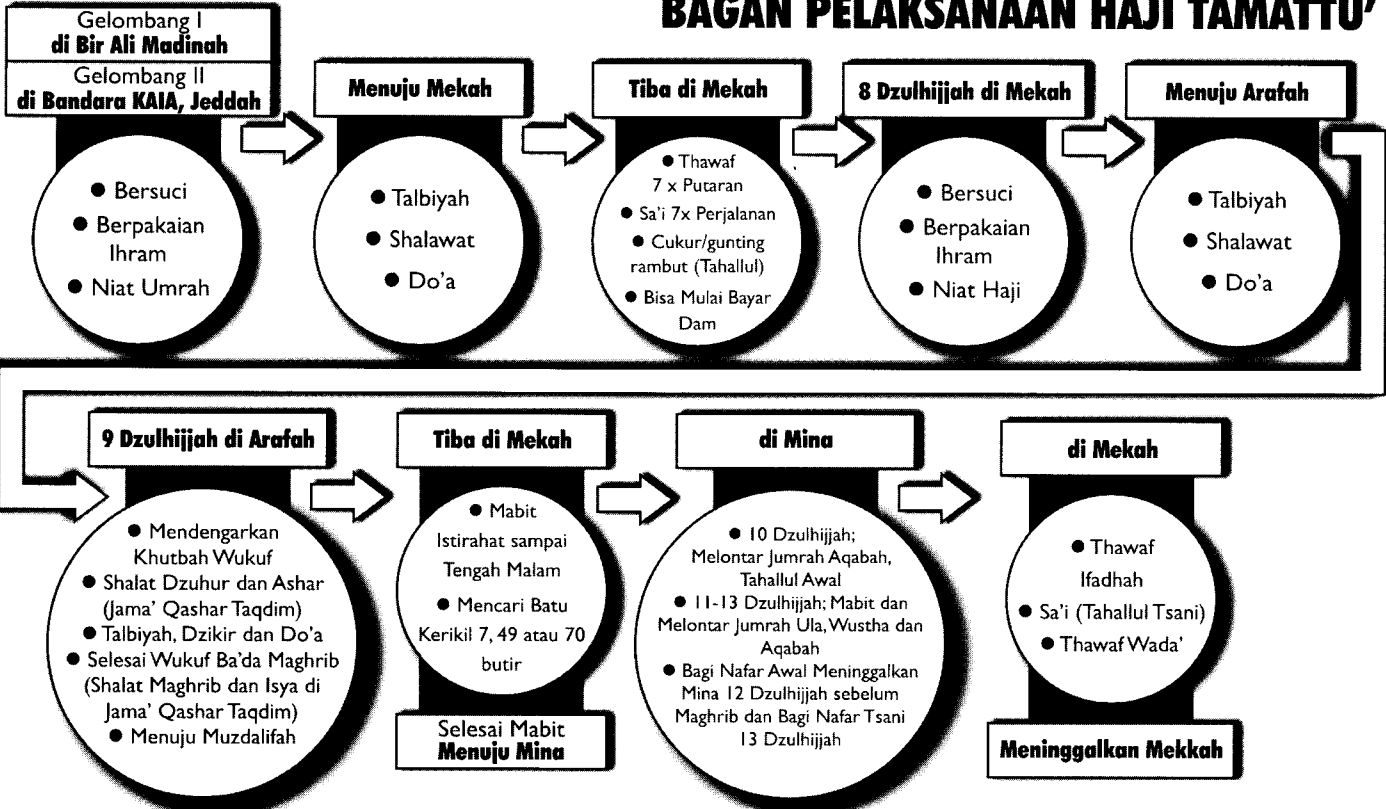 BAGAN PELAKSANAAN HAJI TAMATTU'
Gelombang I
di Bir Ali Madinah
Gelombang II
di Bandara KAIA, Jeddah
● Bersuci
● Berpakaian
Ihram
● Niat Umrah
Menuju Mekah
● Talbiyah
● Shalawat
● Do'a
Tiba di Mekah
● Thawaf
7 x Putaran
● Sa'i 7x Perjalanan
● Cukur/gunting
rambut (Tahallul)
● Bisa Mulai Bayar
Dam
8 Dzulhijjah di Mekah
● Bersuci
● Berpakaian
Ihram
● Niat Haji
Menuju Arafah
● Talbiyah
● Shalawat
● Do'a
9 Dzulhijjah di Arafah
● Mendengarkan
Khutbah Wukuf
● Shalat Dzuhur dan Ashar
(Jama' Qashar Taqdim)
● Talbiyah, Dzikir dan Do'a
● Selesai Wukuf Ba'da Maghrib
(Shalat Maghrib dan Isya di
Jama' Qashar Taqdim)
● Menuju Muzdalifah
Tiba di Mekah
● Mabit
Istirahat sampai
Tengah Malam
● Mencari Batu
Kerikil 7, 49 atau 70
butir
Selesai Mabit
Menuju Mina
di Mina
● 10 Dzulhijjah;
Melontar Jumrah Aqabah,
Tahallul Awal
● 11-13 Dzulhijjah; Mabit dan
Melontar Jumrah Ula, Wustha dan
Aqabah
● Bagi Nafar Awal Meninggalkan
Mina 12 Dzulhijjah sebelum
Maghrib dan Bagi Nafar Tsani
13 Dzulhijjah
di Mekah
● Thawaf
Ifadhah
● Sa'i (Tahallul Tsani)
● Thawaf Wada'
Meninggalkan Mekkah